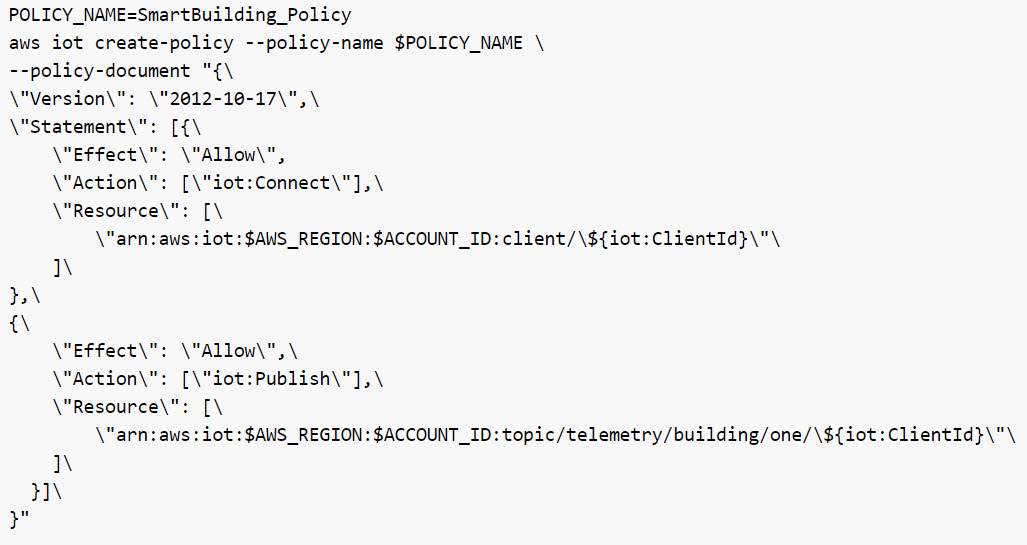 POLICY_NAME=SmartBuilding_Policy
aws iot create-policy --policy-name $POLICY_NAME \
--policy-document "{\
\"Version\": \"2012-10-17\",\
\"Statement\": [{\
    \"Effect\": \"Allow\",
    \"Action\": [\"iot:Connect\"],\
    \"Resource\": [\
        \"arn:aws:iot:$AWS_REGION:$ACCOUNT_ID:client/\${iot:ClientId}\"\
    ]\
},\
{\
    \"Effect\": \"Allow\",\
    \"Action\": [\"iot:Publish\"],\
    \"Resource\": [\
        \"arn:aws:iot:$AWS_REGION:$ACCOUNT_ID:topic/telemetry/building/one/\${iot:ClientId}\"\
    ]\
  }]\
}"